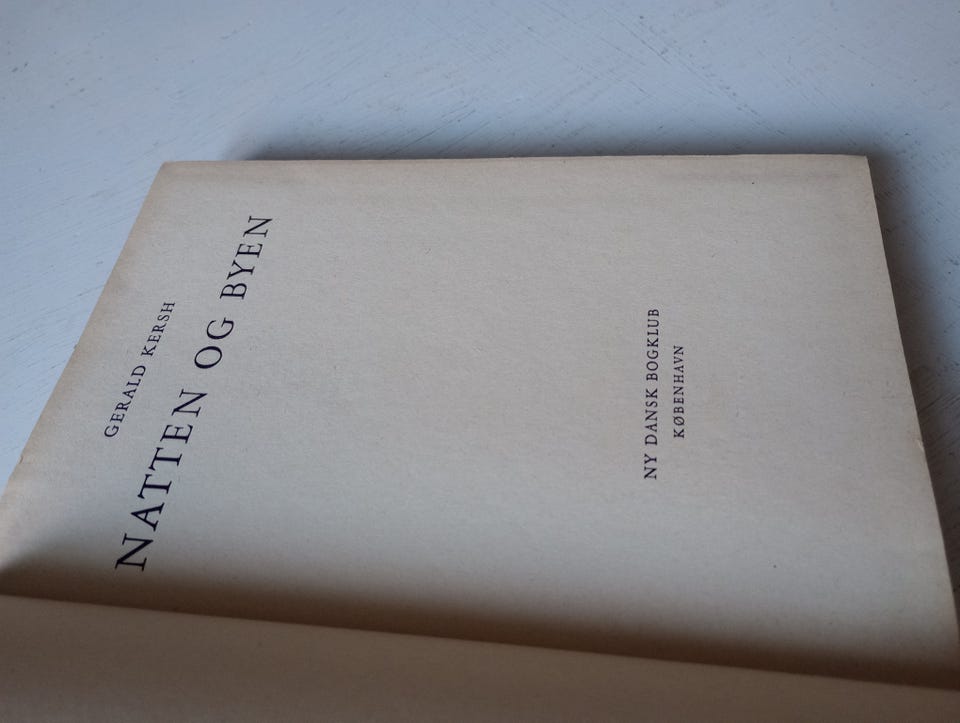 GERALD KERSH
NATTEN OG BYEN
NY DANSK BOGKLUB
KØBENHAVN